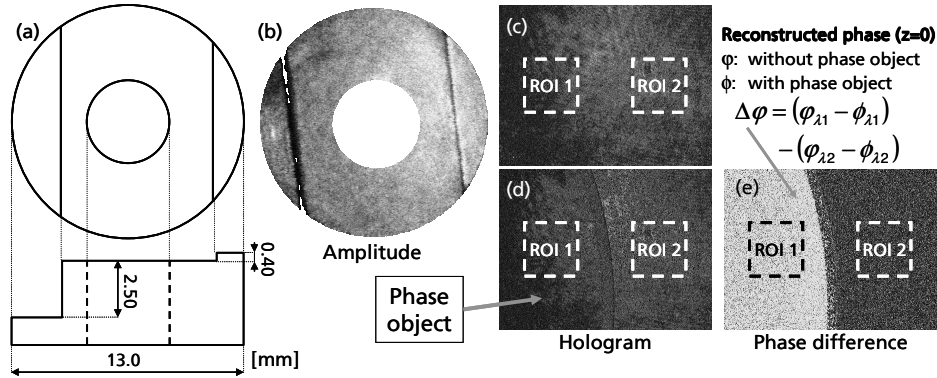 (a)
(b)
(c)
ROI 1
ROI 2
Reconstructed phase (z=0)
φ: without phase object
ϕ: with phase object
Δφ = (φλ1 − ϕλ1)
− (φλ2 − ϕλ2)
(d)
ROI 1
ROI 2
(e)
ROI 1
ROI 2
Amplitude
0.40
2.50
Phase
object
13.0
[mm]
Hologram
Phase difference